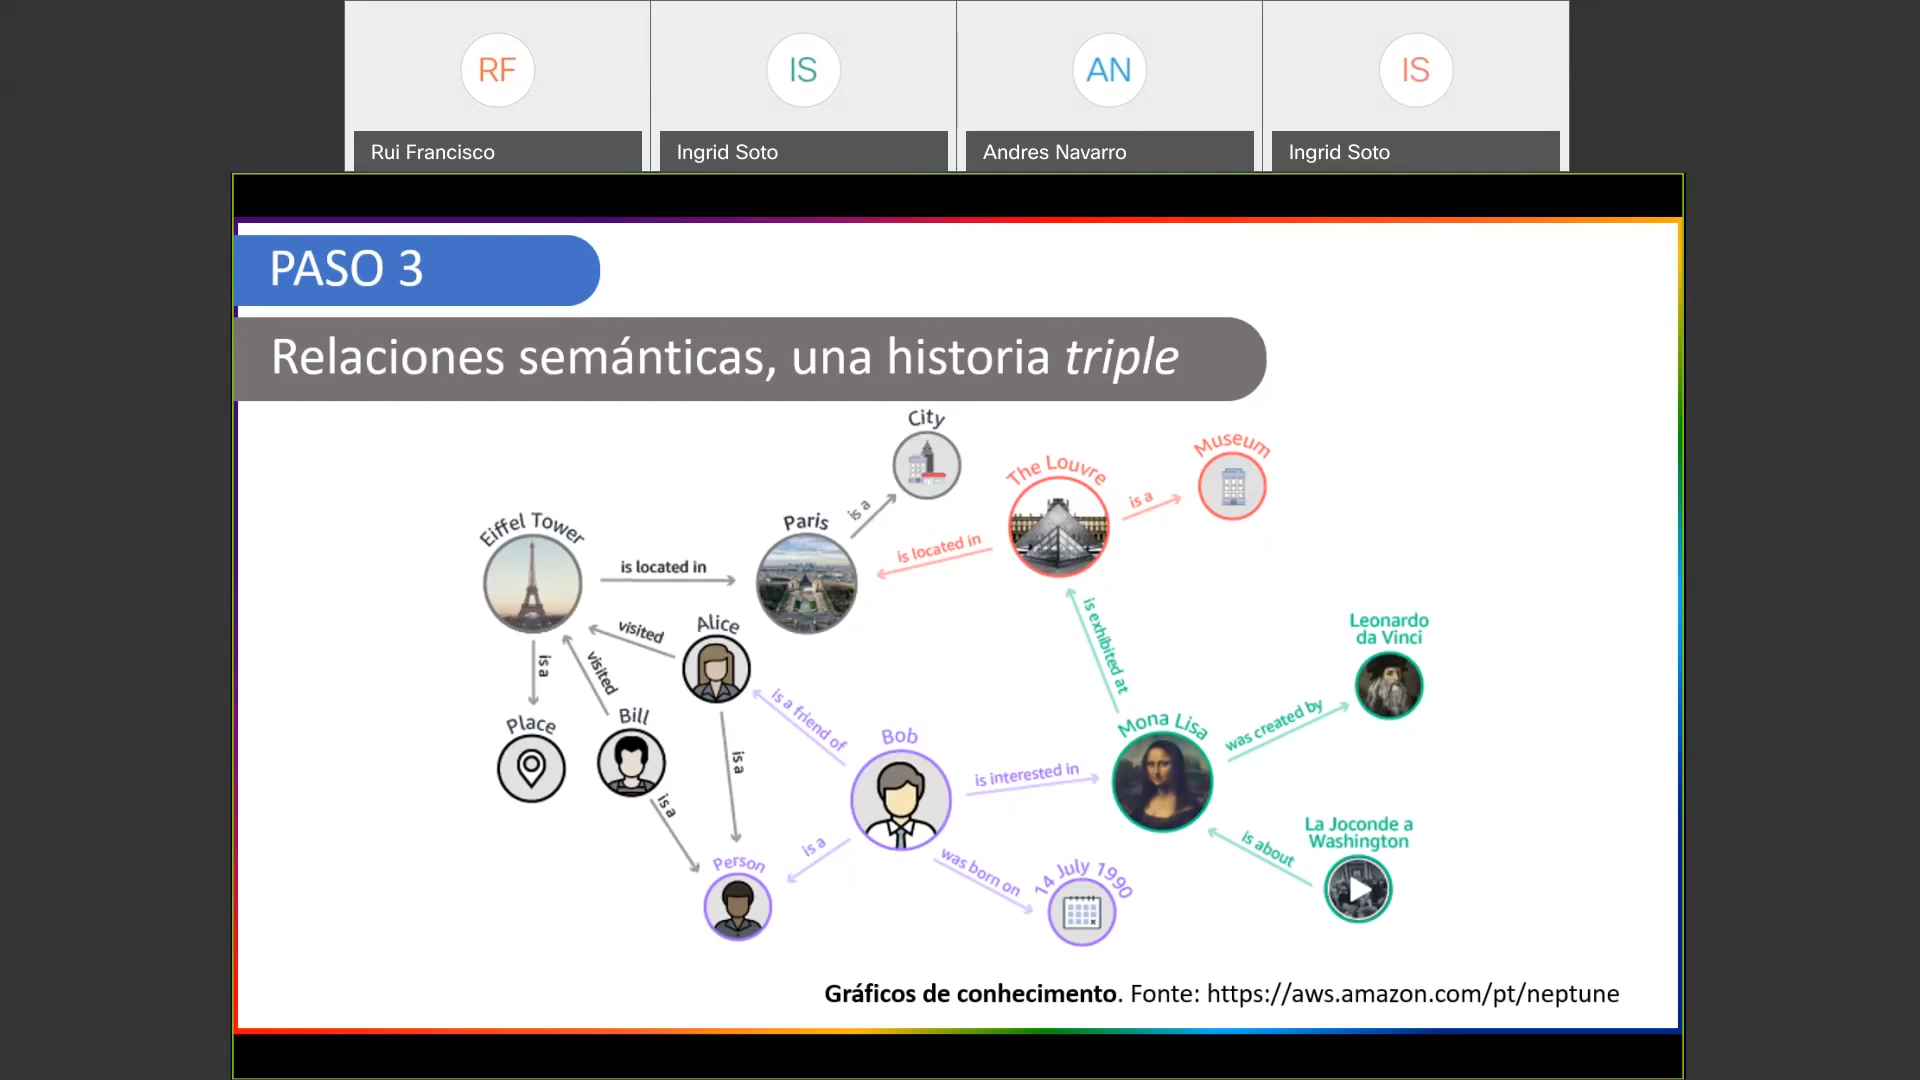 RF
IS
AN
IS
Rui Francisco
Ingrid Soto
Andres Navarro
Ingrid Soto
PASO 3
Relaciones semánticas, una historia triple
City
Museum
The Louvre
is a
is a
Eiffel Tower
Paris
is located in
is located in
Alice
visited
visited
is a
is exhibited at
Leonardo
da Vinci
Place
Bill
is a friend of
Bob
Mona Lisa
was created by
is a
is interested in
is a
Person
is a
was born on
14 July 1990
is about
La Joconde a
Washington
Gráficos de conhecimento. Fonte: https://aws.amazon.com/pt/neptune